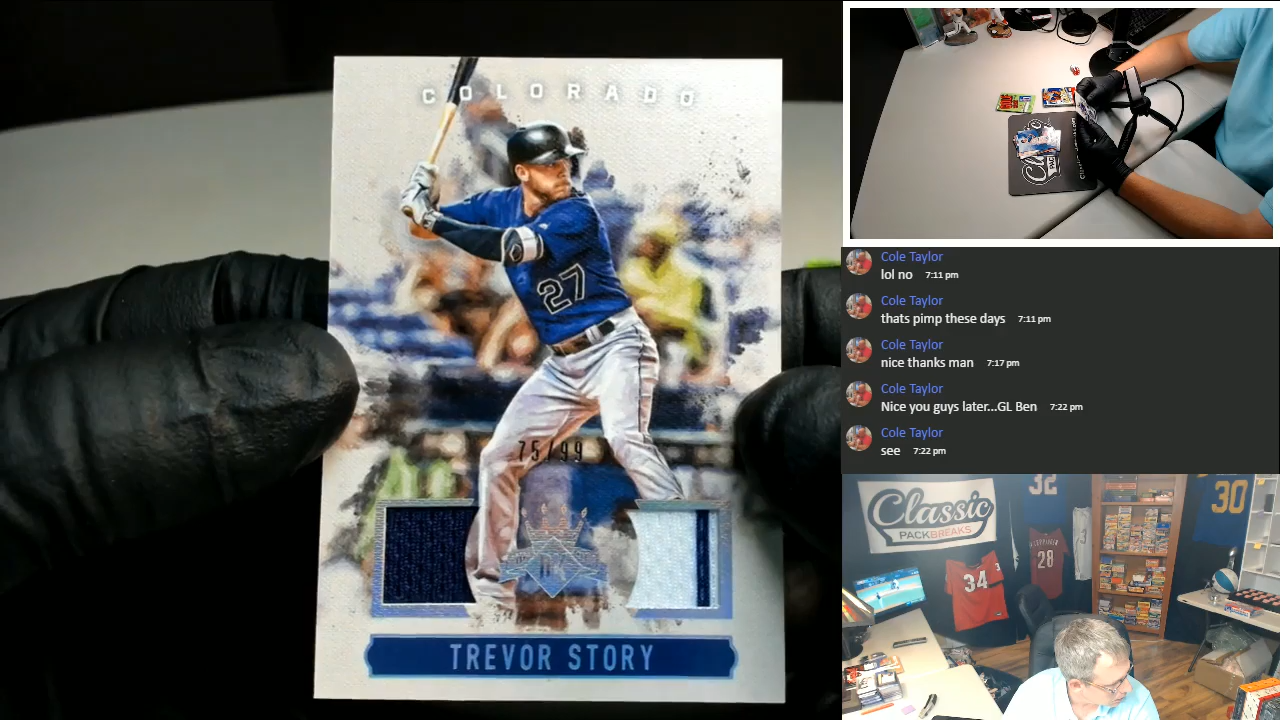 COLORADO
27
75/99
TREVOR STORY
Cole Taylor
lol no 7:11 pm
Cole Taylor
thats pimp these days 7:11 pm
Cole Taylor
nice thanks man 7:17 pm
Cole Taylor
Nice you guys later...GL Ben 7:22 pm
Cole Taylor
see 7:22 pm
Classic
PACKBREAKS
32
30
28
34